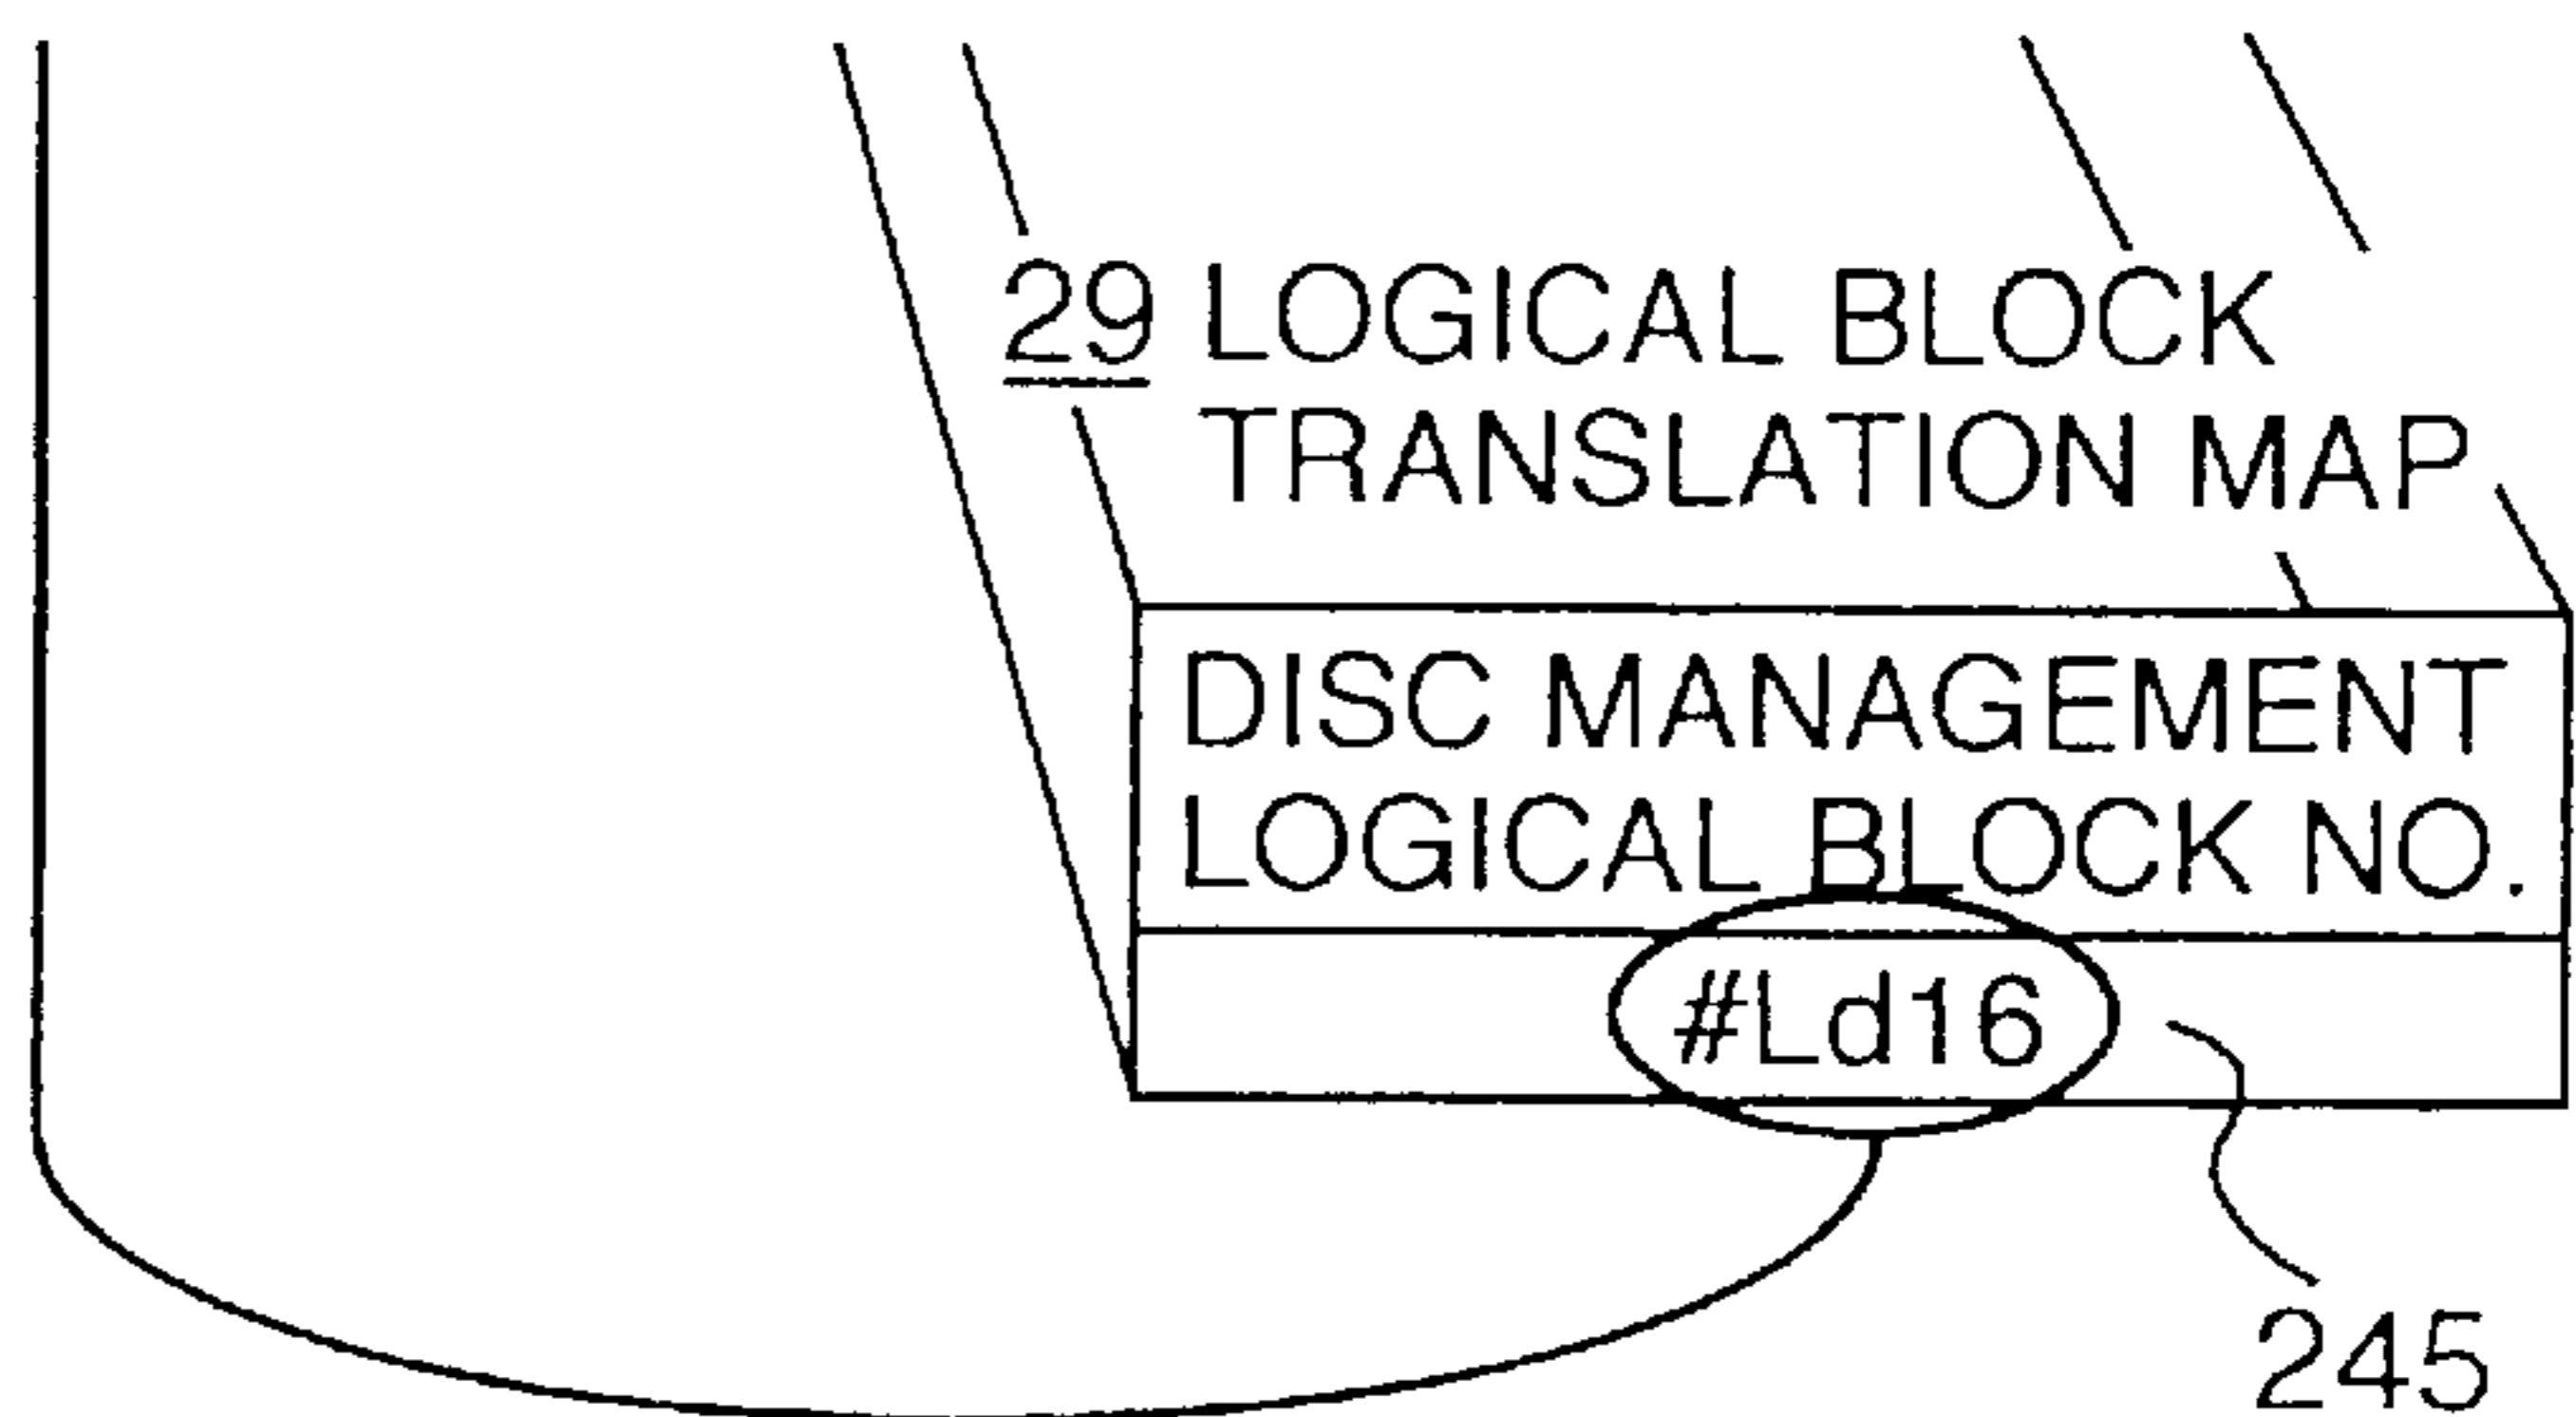 29 LOGICAL BLOCK
TRANSLATION MAP
DISC MANAGEMENT
LOGICAL BLOCK NO.
#Ld16
245